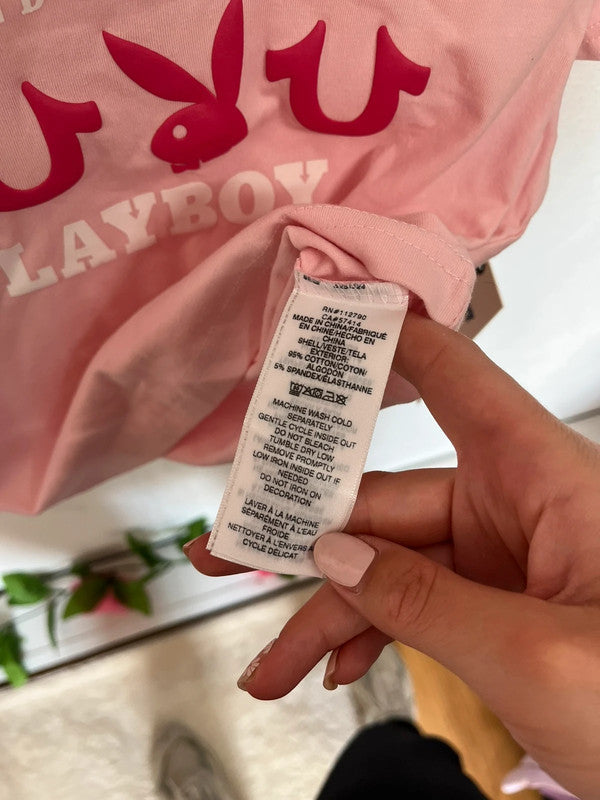 LAYBOY
RN#112790
CA#57414
MADE IN CHINA/FABRIQUÉ
EN CHINE/HECHO EN
CHINA
SHELL/VESTE/TELA
EXTERIOR:
95% COTTON/COTON/
ALGODON
5% SPANDEX/ÉLASTHANNE
MACHINE WASH COLD
SEPARATELY
GENTLE CYCLE INSIDE OUT
DO NOT BLEACH
TUMBLE DRY LOW
REMOVE PROMPTLY
LOW IRON INSIDE OUT IF
NEEDED
DO NOT IRON ON
DECORATION
LAVER À LA MACHINE
SÉPARÉMENT À L'EAU
FROIDE
NETTOYER À L'ENVERS
CYCLE DÉLICAT